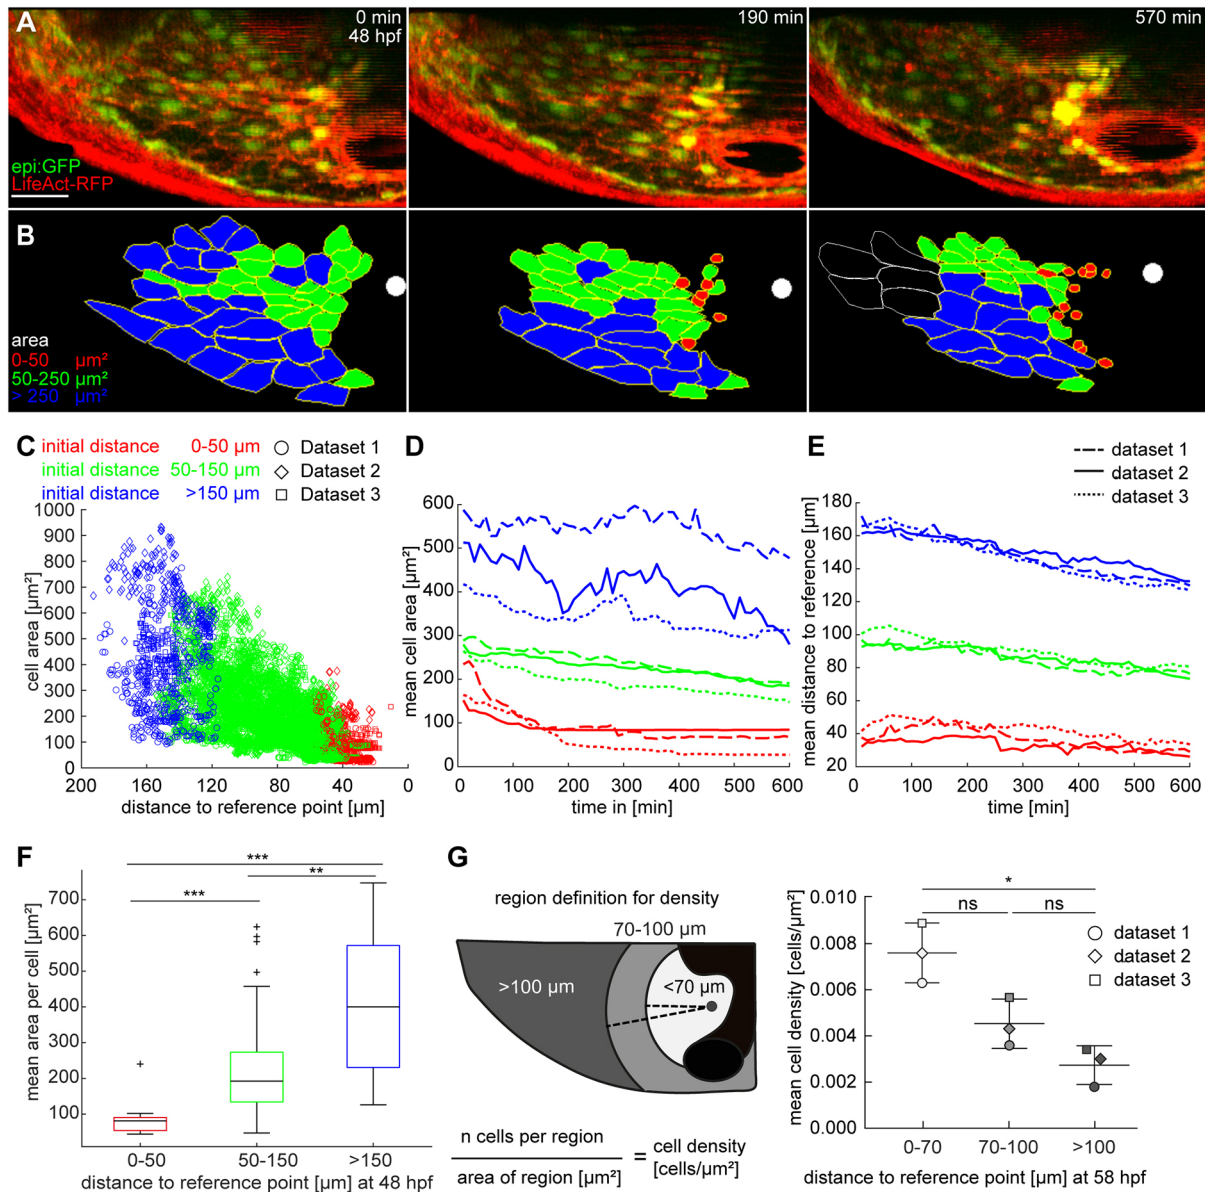 A
0 min
48 hpf
190 min
570 min
epi:GFP
LifeAct-RFP
B
area
0-50 µm²
50-250 µm²
> 250 µm²
C
initial distance 0-50 µm
initial distance 50-150 µm
initial distance >150 µm
Dataset 1
Dataset 2
Dataset 3
cell area [µm²]
1000
900
800
700
600
500
400
300
200
100
0
200 160 120 80 40 0
distance to reference point [µm]
D
mean cell area [µm²]
600
500
400
300
200
100
0
0 100 200 300 400 500 600
time in [min]
E
dataset 1
dataset 2
dataset 3
mean distance to reference [µm]
180
160
140
120
100
80
60
40
20
0 100 200 300 400 500 600
time [min]
F
mean area per cell [µm²]
700
600
500
400
300
200
100
***
***
**
0-50 50-150 >150
distance to reference point [µm] at 48 hpf
G
region definition for density
70-100 µm
>100 µm
<70 µm
n cells per region
area of region [µm²]
= cell density
[cells/µm²]
mean cell density [cells/µm²]
0.010
0.008
0.006
0.004
0.002
0.000
*
ns
ns
dataset 1
dataset 2
dataset 3
0-70 70-100 >100
distance to reference point [µm] at 58 hpf